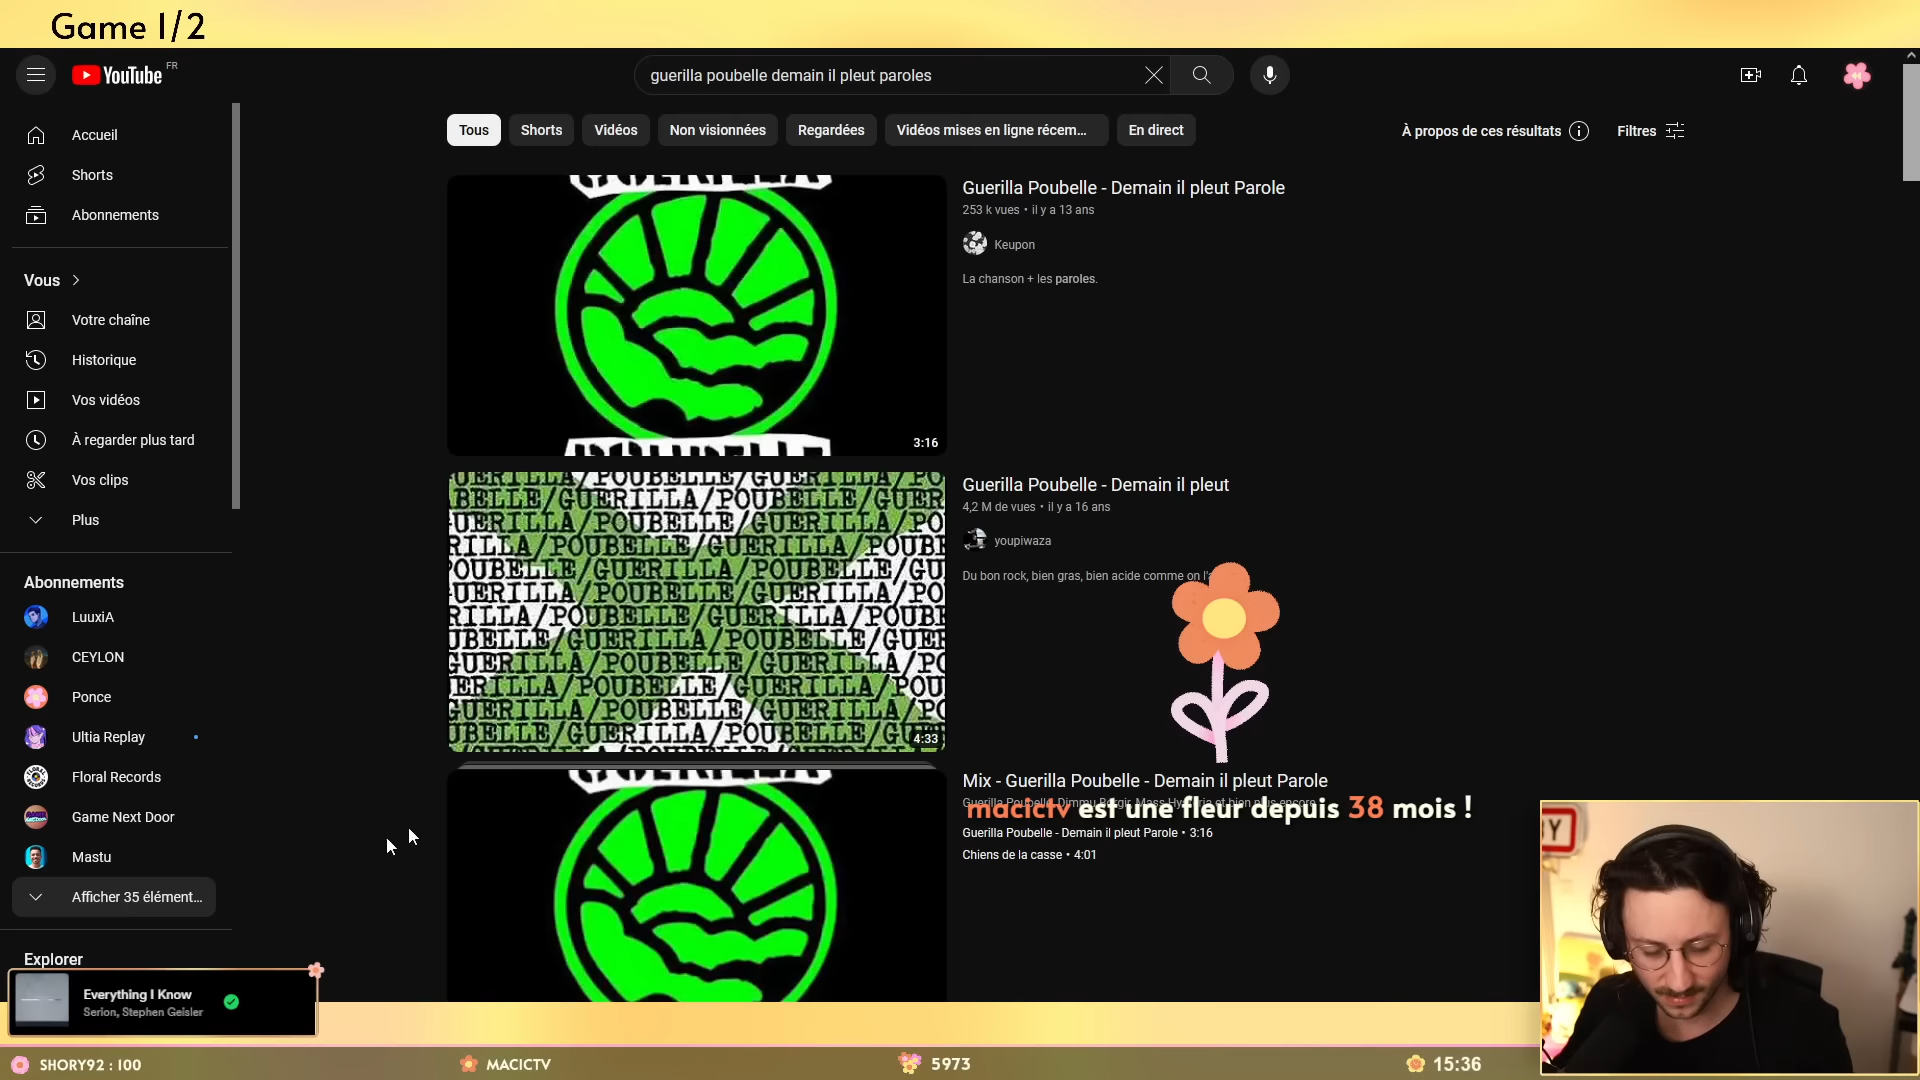 Game 1/2
YouTube FR
guerilla poubelle demain il pleut paroles
Accueil
Shorts
Abonnements
Vous
Votre chaîne
Historique
Vos vidéos
À regarder plus tard
Vos clips
Plus
Abonnements
LuuxiA
CEYLON
Ponce
Ultia Replay
Floral Records
Game Next Door
Mastu
Afficher 35 élément...
Explorer
Tous
Shorts
Vidéos
Non visionnées
Regardées
Vidéos mises en ligne récem...
En direct
À propos de ces résultats
Filtres
3:16
Guerilla Poubelle - Demain il pleut Parole
253 k vues • il y a 13 ans
Keupon
La chanson + les paroles.
GUERILLA/POUBELLE/GUERILLA/POUBELLE
4:33
Guerilla Poubelle - Demain il pleut
4,2 M de vues • il y a 16 ans
youpiwaza
Du bon rock, bien gras, bien acide comme on
Mix - Guerilla Poubelle - Demain il pleut Parole
macictv est une fleur depuis 38 mois !
Guerilla Poubelle - Demain il pleut Parole • 3:16
Chiens de la casse • 4:01
Everything I Know
Serion, Stephen Geisler
SHORY92 : 100
MACICTV
5973
15:36